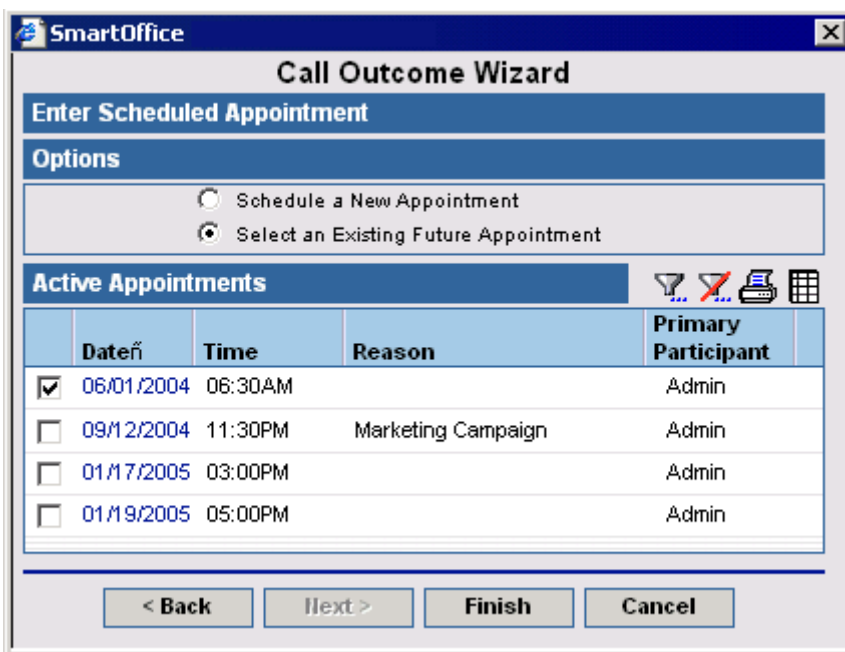 SmartOffice
Call Outcome Wizard
Enter Scheduled Appointment
Options
Schedule a New Appointment
Select an Existing Future Appointment
Active Appointments
Dateñ Time Reason Primary Participant
06/01/2004 06:30AM Admin
09/12/2004 11:30PM Marketing Campaign Admin
01/17/2005 03:00PM Admin
01/19/2005 05:00PM Admin
< Back Next > Finish Cancel